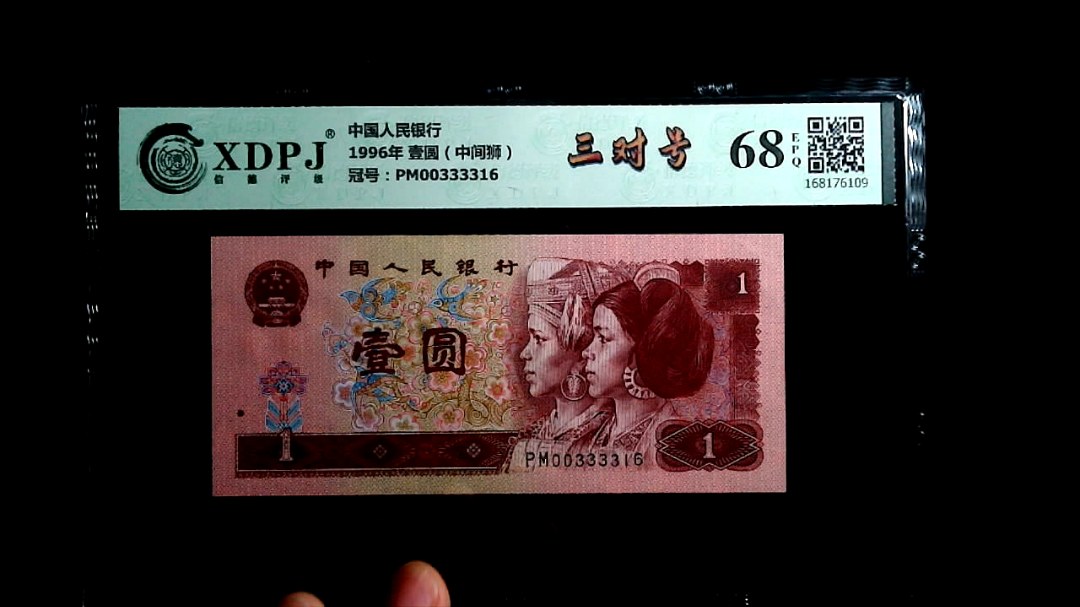 XDPJ®
信德评级
中国人民银行
1996年 壹圆（中间狮）
冠号：PM00333316
三对号
68
EPQ
168176109
中国人民银行
1
壹圆
1
PM00333316
1